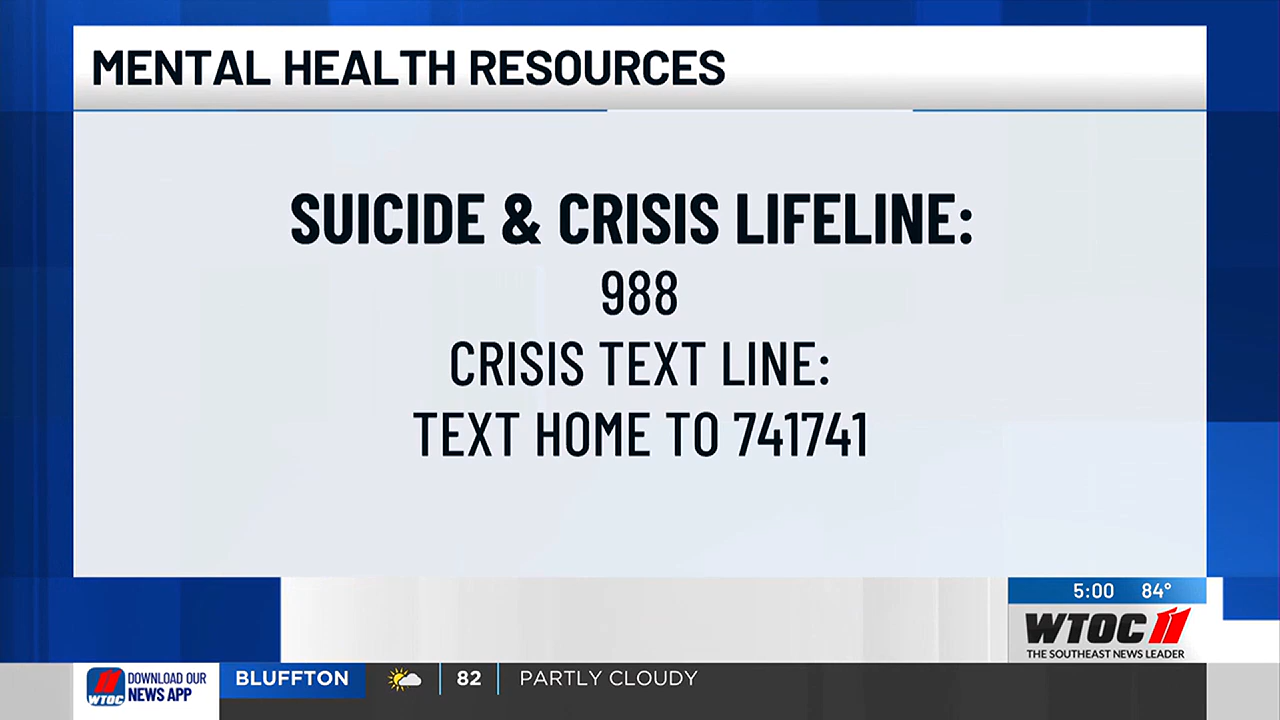 MENTAL HEALTH RESOURCES
SUICIDE & CRISIS LIFELINE:
988
CRISIS TEXT LINE:
TEXT HOME TO 741741
5:00 84°
WTOC 11
THE SOUTHEAST NEWS LEADER
11
WTOC
DOWNLOAD OUR
NEWS APP
BLUFFTON 82 PARTLY CLOUDY